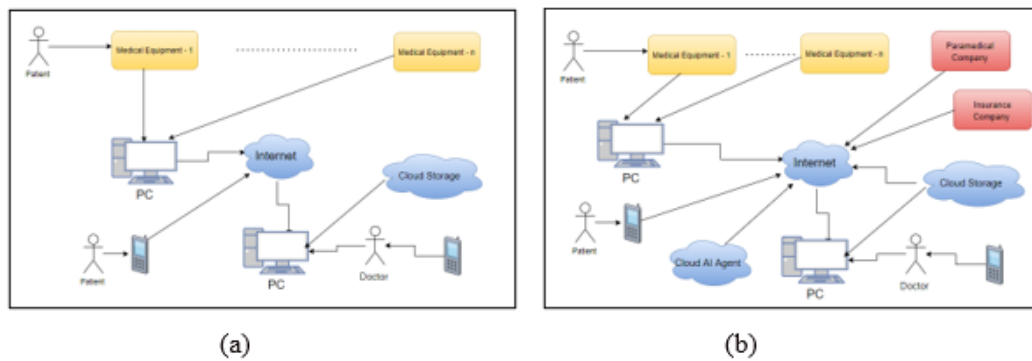 Patient
Medical Equipment - 1
Medical Equipment - n
PC
Internet
Cloud Storage
Patient
PC
Doctor
(a)
Patient
Medical Equipment - 1
Medical Equipment - n
Paramedical
Company
Insurance
Company
PC
Internet
Cloud Storage
Patient
Cloud AI Agent
PC
Doctor
(b)